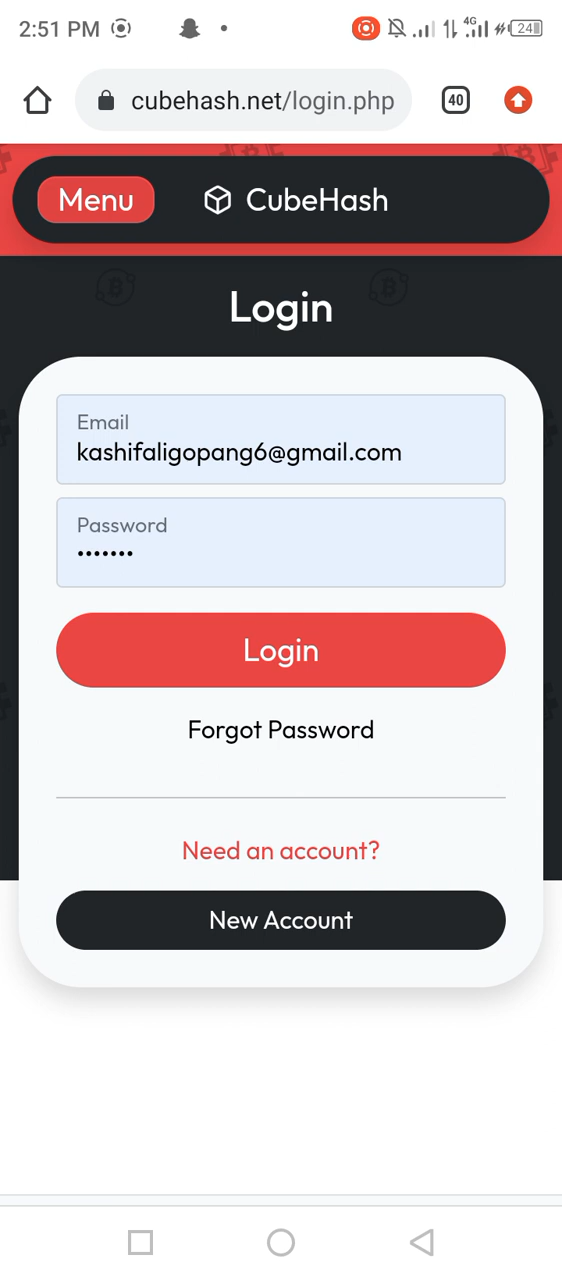 2:51 PM 4G 24
cubehash.net/login.php 40
Menu CubeHash
Login
Email
kashifaligopang6@gmail.com
Password
•••••••
Login
Forgot Password
Need an account?
New Account